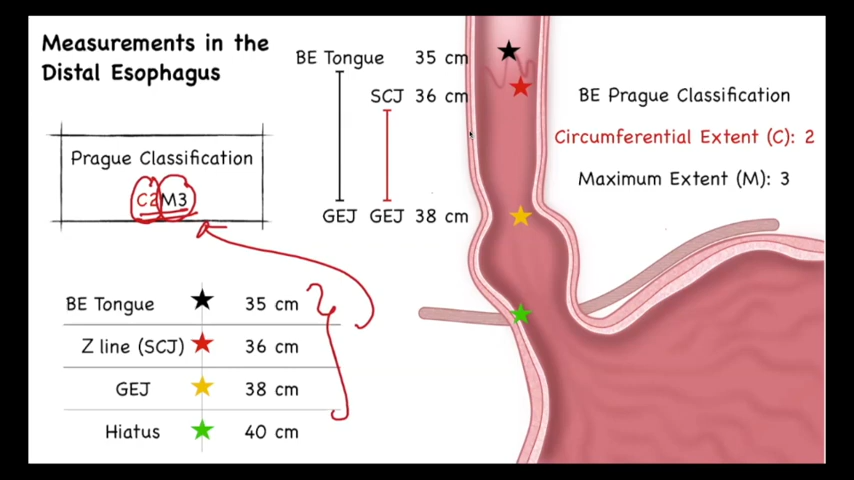 Measurements in the
Distal Esophagus
Prague Classification
C2M3
BE Tongue 35 cm
Z line (SCJ) 36 cm
GEJ 38 cm
Hiatus 40 cm
BE Tongue 35 cm
SCJ 36 cm
GEJ GEJ 38 cm
BE Prague Classification
Circumferential Extent (C): 2
Maximum Extent (M): 3